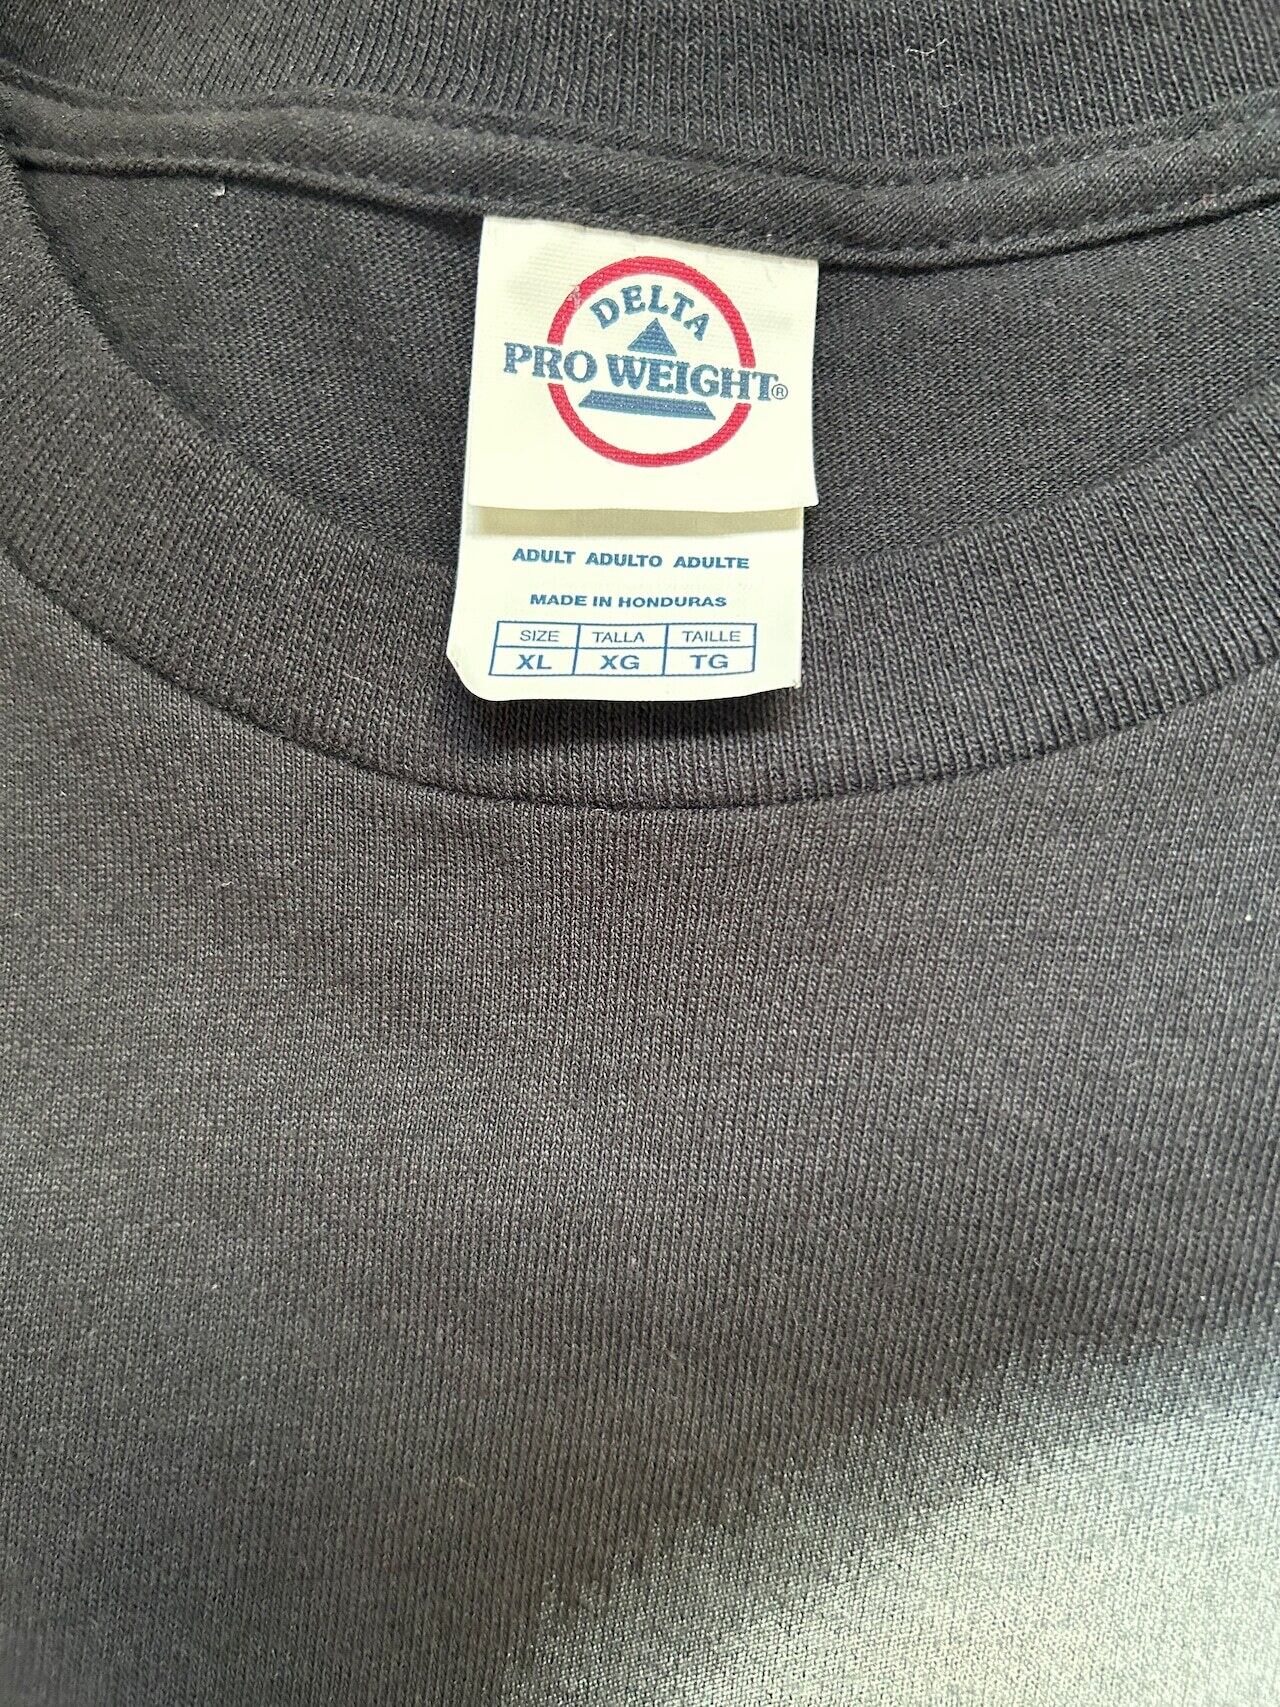 DELTA
PRO WEIGHT®
ADULT ADULTO ADULTE
MADE IN HONDURAS
SIZE TALLA TAILLE
XL XG TG